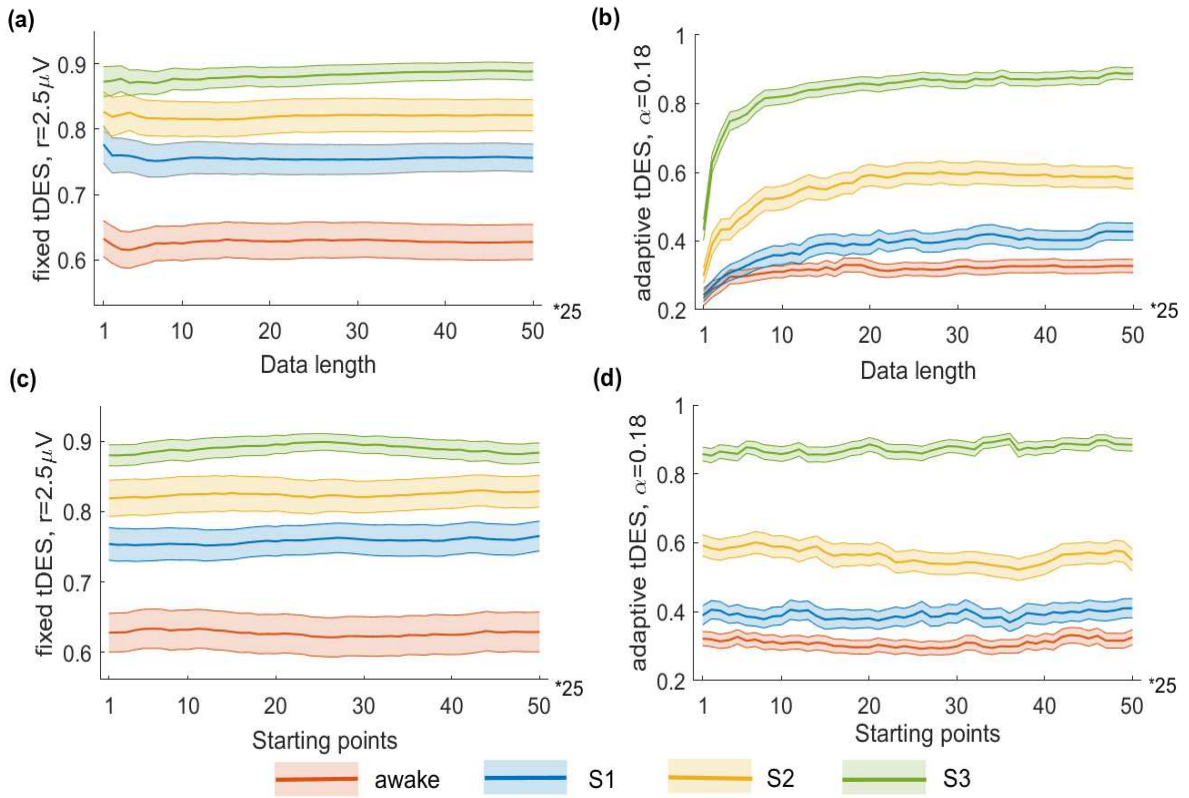 (a)
fixed tDES, r=2.5μV
0.9
0.8
0.7
0.6
1 10 20 30 40 50
*25
Data length
(b)
adaptive tDES, α=0.18
1
0.8
0.6
0.4
0.2
1 10 20 30 40 50
*25
Data length
(c)
fixed tDES, r=2.5μV
0.9
0.8
0.7
0.6
1 10 20 30 40 50
*25
Starting points
(d)
adaptive tDES, α=0.18
1
0.8
0.6
0.4
0.2
1 10 20 30 40 50
*25
Starting points
awake S1 S2 S3